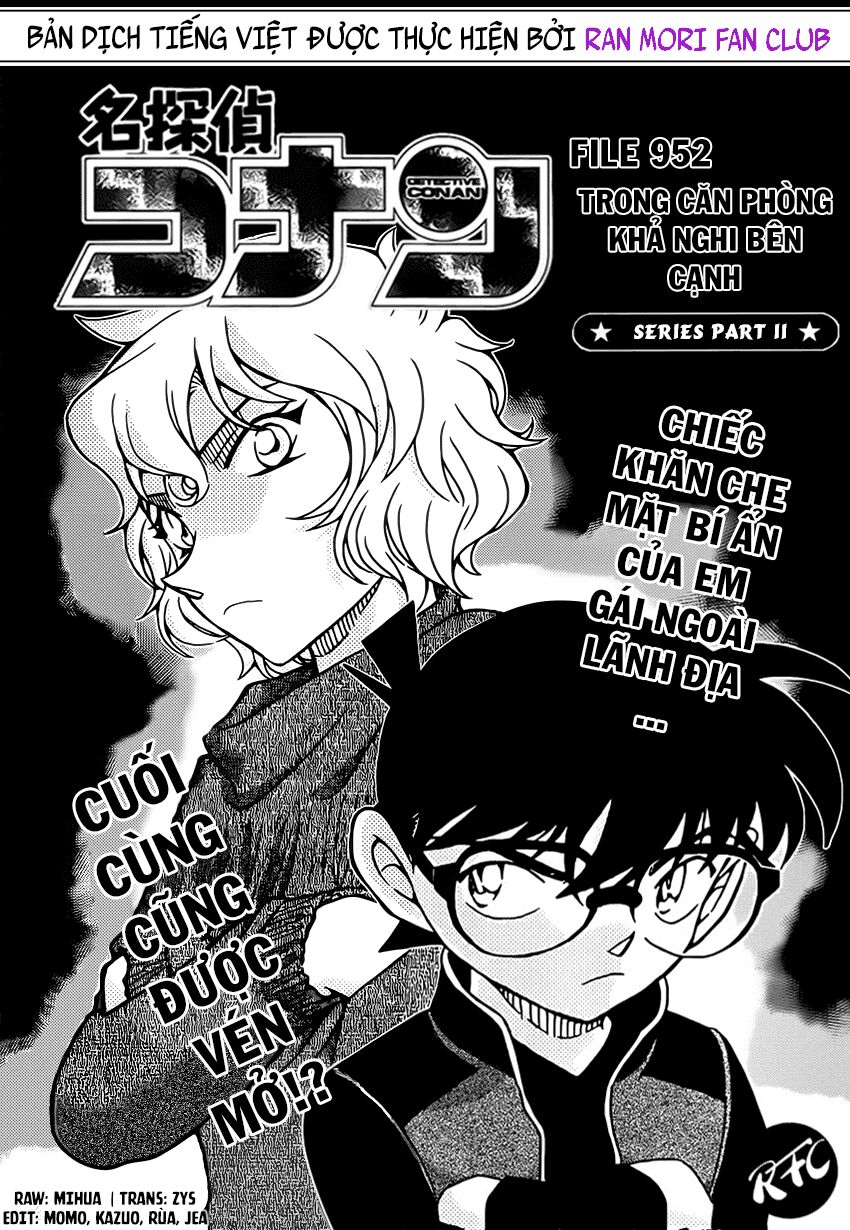 BẢN DỊCH TIẾNG VIỆT ĐƯỢC THỰC HIỆN BỞI RAN MORI FAN CLUB
名探偵
コナン
DETECTIVE
CONAN
FILE 952
TRONG CĂN PHÒNG
KHẢ NGHI BÊN
CẠNH
★ SERIES PART II ★
CHIẾC
KHĂN CHE
MẶT BÍ ẨN
CỦA EM
GÁI NGOÀI
LÃNH ĐỊA
...
CUỐI
CÙNG
CŨNG
ĐƯỢC
VÉN
MỞ!?
RAW: MIHUA | TRANS: ZYS
EDIT: MOMO, KAZUO, RÙA, JEA
RFC